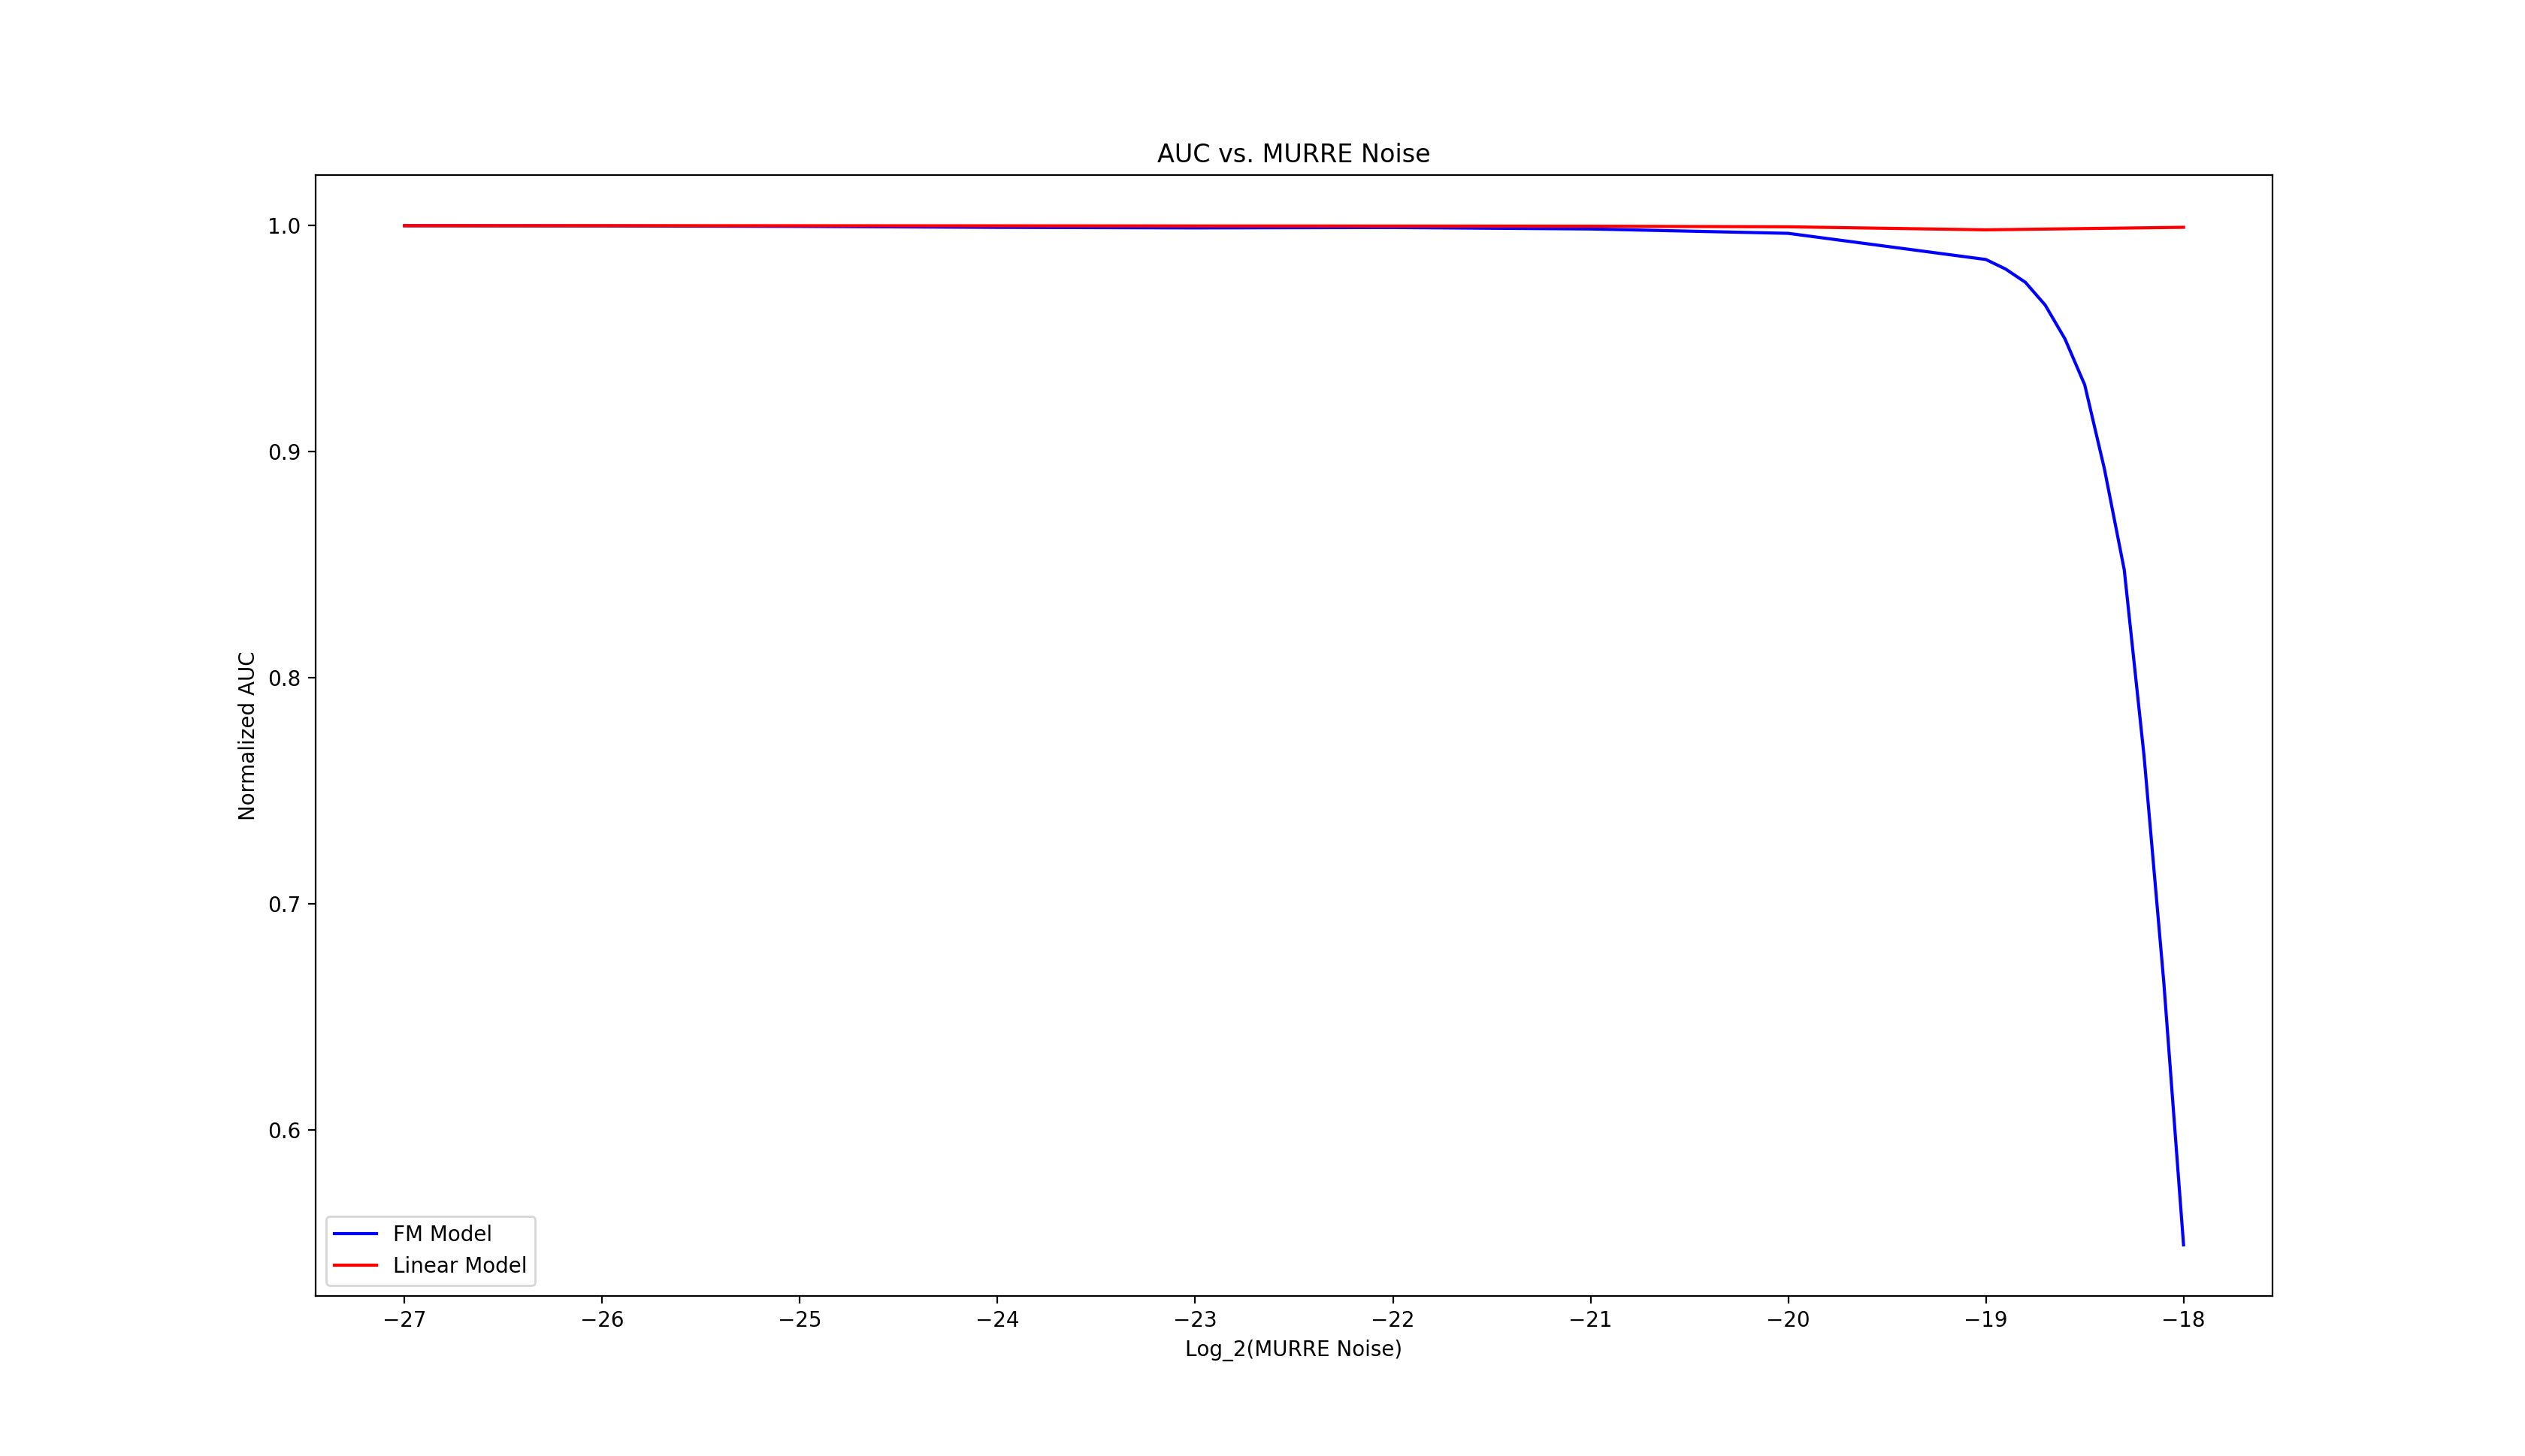 AUC vs. MURRE Noise
1.0
0.9
0.8
0.7
0.6
Normalized AUC
FM Model
Linear Model
−27 −26 −25 −24 −23 −22 −21 −20 −19 −18
Log_2(MURRE Noise)